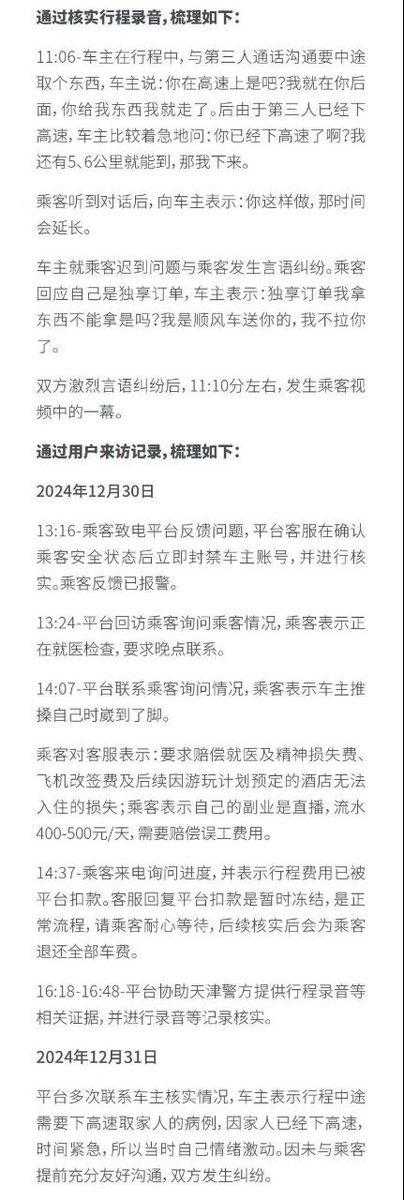 通过核实行程录音，梳理如下：
11:06-车主在行程中，与第三人通话沟通要中途
取个东西，车主说：你在高速上是吧？我就在你后
面，你给我东西我就走了。后由于第三人已经下
高速，车主比较着急地问：你已经下高速了啊？我
还有5、6公里就能到，那我下来。
乘客听到对话后，向车主表示：你这样做，那时间
会延长。
车主就乘客迟到问题与乘客发生言语纠纷。乘客
回应自己是独享订单，车主表示：独享订单我拿
东西不能拿是吗？我是顺风车送你的，我不拉你
了。
双方激烈言语纠纷后，11:10分左右，发生乘客视
频中的一幕。
通过用户来访记录，梳理如下：
2024年12月30日
13:16-乘客致电平台反馈问题，平台客服在确认
乘客安全状态后立即封禁车主账号，并进行核
实。乘客反馈已报警。
13:24-平台回访乘客询问乘客情况，乘客表示正
在就医检查，要求晚点联系。
14:07-平台联系乘客询问情况，乘客表示车主推
搡自己时崴到了脚。
乘客对客服表示：要求赔偿就医及精神损失费、
飞机改签费及后续因游玩计划预定的酒店无法
入住的损失；乘客表示自己的副业是直播，流水
400-500元/天，需要赔偿误工费用。
14:37-乘客来电询问进度，并表示行程费用已被
平台扣款。客服回复平台扣款是暂时冻结，是正
常流程，请乘客耐心等待，后续核实后会为乘客
退还全部车费。
16:18-16:48-平台协助天津警方提供行程录音等
相关证据，并进行录音等记录核实。
2024年12月31日
平台多次联系车主核实情况，车主表示行程中途
需要下高速取家人的病例，因家人已经下高速，
时间紧急，所以当时自己情绪激动。因未与乘客
提前充分友好沟通，双方发生纠纷。